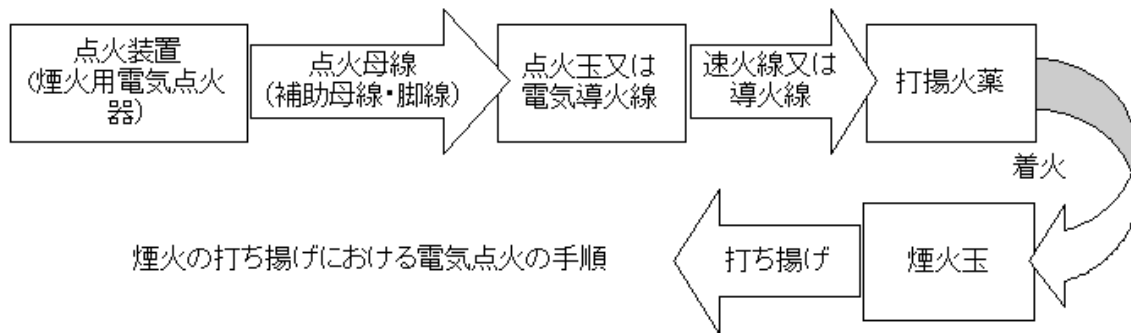 点火装置
(煙火用電気点火
器)
点火母線
(補助母線・脚線)
点火玉又は
電気導火線
速火線又は
導火線
打揚火薬
着火
煙火玉
打ち揚げ
煙火の打ち揚げにおける電気点火の手順